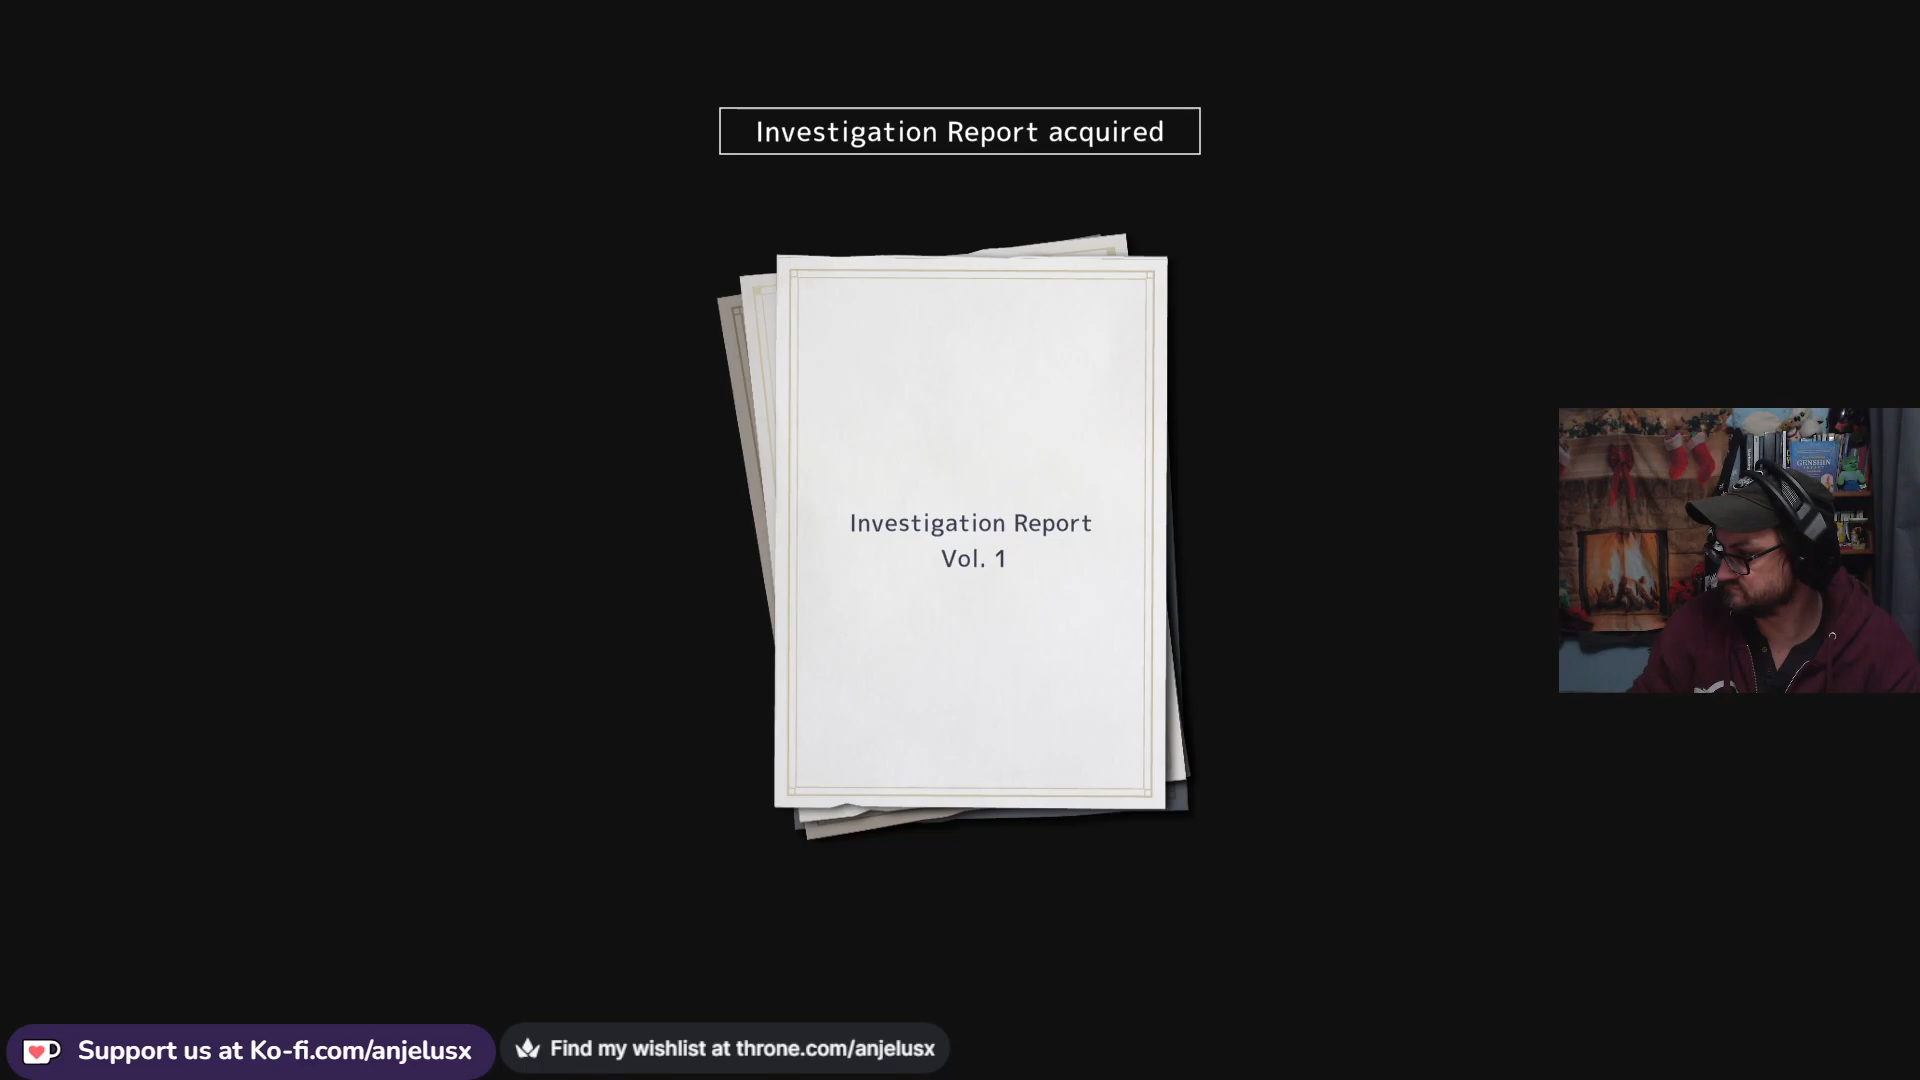 Investigation Report acquired
Investigation Report
Vol. 1
GENSHIN
Support us at Ko-fi.com/anjelusx
Find my wishlist at throne.com/anjelusx